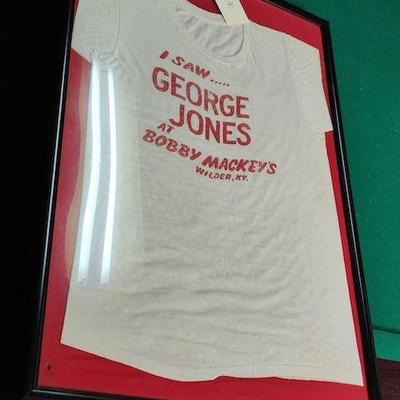 I SAW.....
GEORGE
JONES
AT
BOBBY MACKEY'S
WILDER, KY.